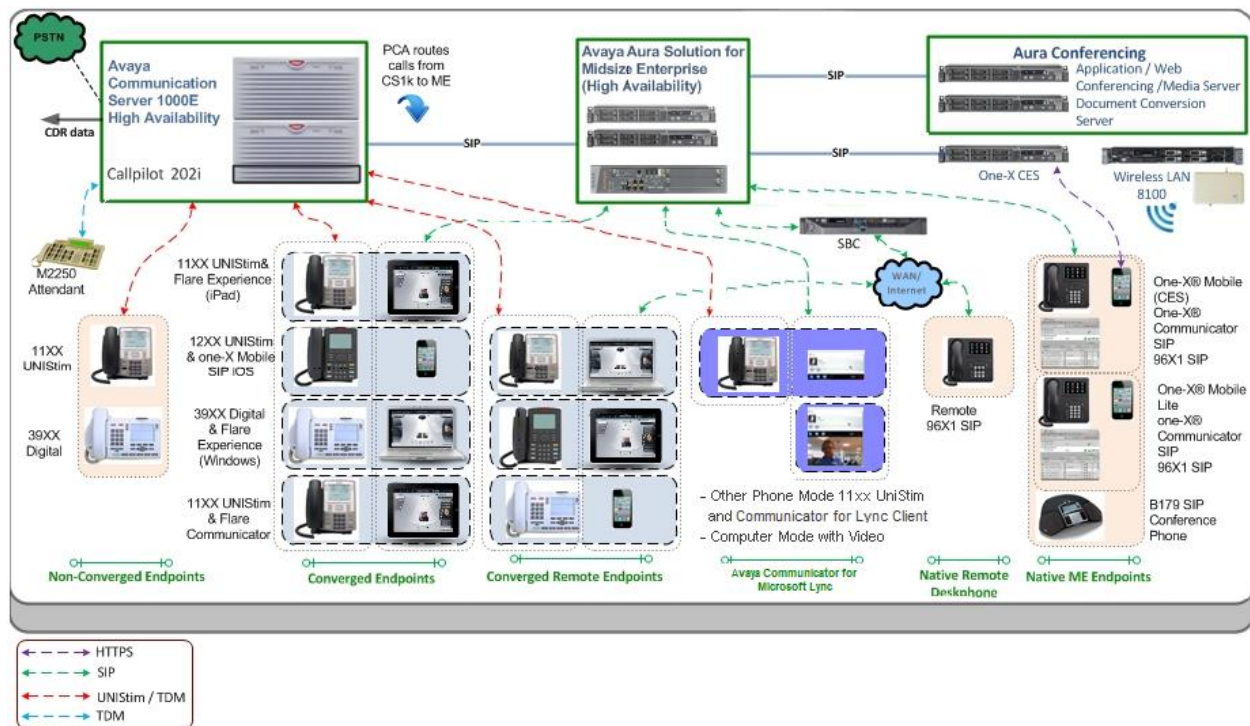 PSTN
Avaya
Communication
Server 1000E
High Availability
Callpilot 202i
CDR data
PCA routes
calls from
CS1k to ME
SIP
Avaya Aura Solution for
Midsize Enterprise
(High Availability)
SIP
SIP
Aura Conferencing
Application / Web
Conferencing /Media Server
Document Conversion
Server
One-X CES
Wireless LAN
8100
M2250
Attendant
SBC
WAN/
Internet
11XX
UNIStim
39XX
Digital
11XX UNIStim&
Flare Experience
(iPad)
12XX UNIStim
& one-X Mobile
SIP IOS
39XX Digital
& Flare
Experience
(Windows)
11XX UNIStim
& Flare
Communicator
- Other Phone Mode 11xx UniStim
and Communicator for Lync Client
- Computer Mode with Video
Remote
96X1 SIP
One-X® Mobile
(CES)
One-X®
Communicator
SIP
96X1 SIP
One-X® Mobile
Lite
one-X®
Communicator
SIP
96X1 SIP
B179 SIP
Conference
Phone
Non-Converged Endpoints
Converged Endpoints
Converged Remote Endpoints
Avaya Communicator for
Microsoft Lync
Native Remote
Deskphone
Native ME Endpoints
HTTPS
SIP
UNIStim / TDM
TDM